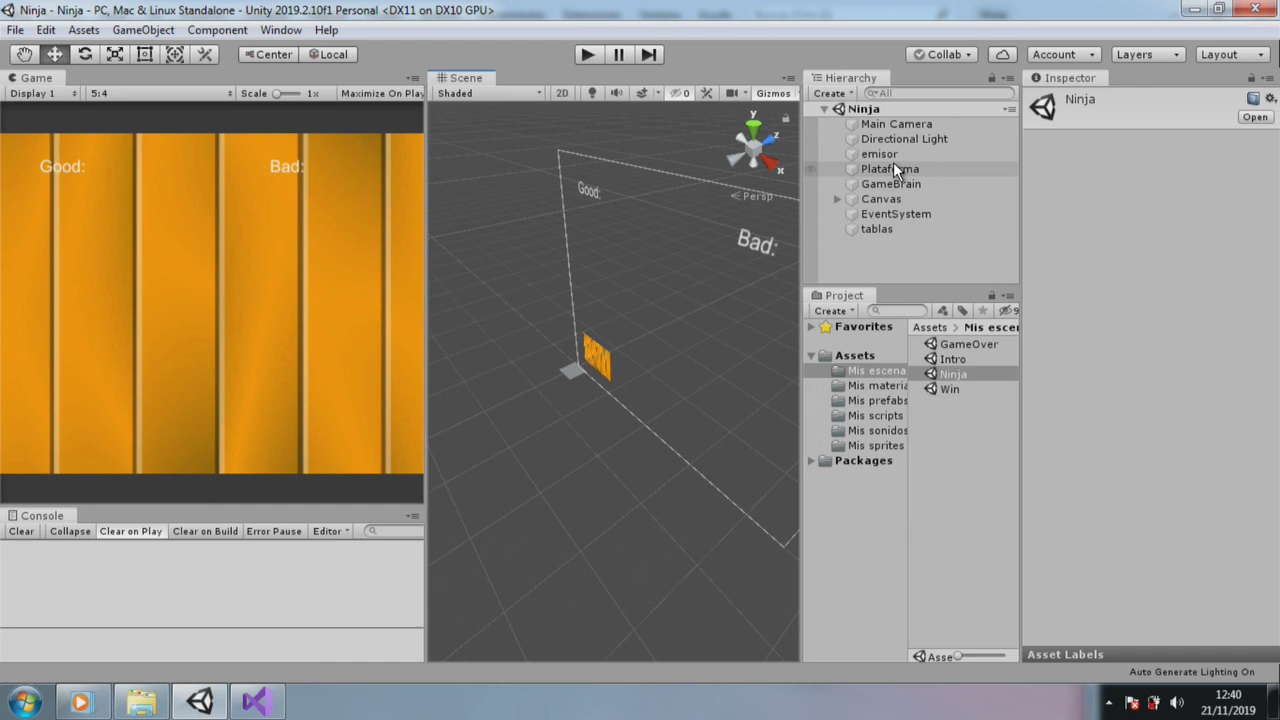 Ninja - Ninja - PC, Mac & Linux Standalone - Unity 2019.2.10f1 Personal <DX11 on DX10 GPU>
File Edit Assets GameObject Component Window Help
Center Local Collab Account Layers Layout
Game
Display 1 5:4 Scale 1x Maximize On Play
Good: Bad:
Scene
Shaded 2D 0 Gizmos
y
z
x
Persp
Good:
Bad:
Hierarchy
Create All
Ninja
Main Camera
Directional Light
emisor
Plataforma
GameBrain
Canvas
EventSystem
tablas
Project
Create 9
Favorites
Assets
Mis escena
Mis materia
Mis prefabs
Mis scripts
Mis sonidos
Mis sprites
Packages
Assets > Mis escer
GameOver
Intro
Ninja
Win
Asse
Inspector
Ninja
Open
Asset Labels
Console
Clear Collapse Clear on Play Clear on Build Error Pause Editor
Auto Generate Lighting On
12:40
21/11/2019